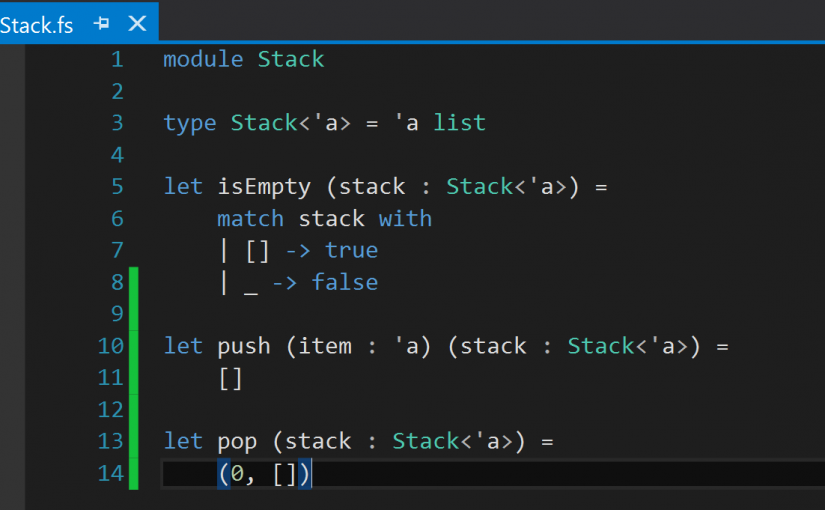 Stack.fs
1 module Stack
2
3 type Stack<'a> = 'a list
4
5 let isEmpty (stack : Stack<'a>) =
6     match stack with
7     | [] -> true
8     | _ -> false
9
10 let push (item : 'a) (stack : Stack<'a>) =
11     []
12
13 let pop (stack : Stack<'a>) =
14     (0, [])